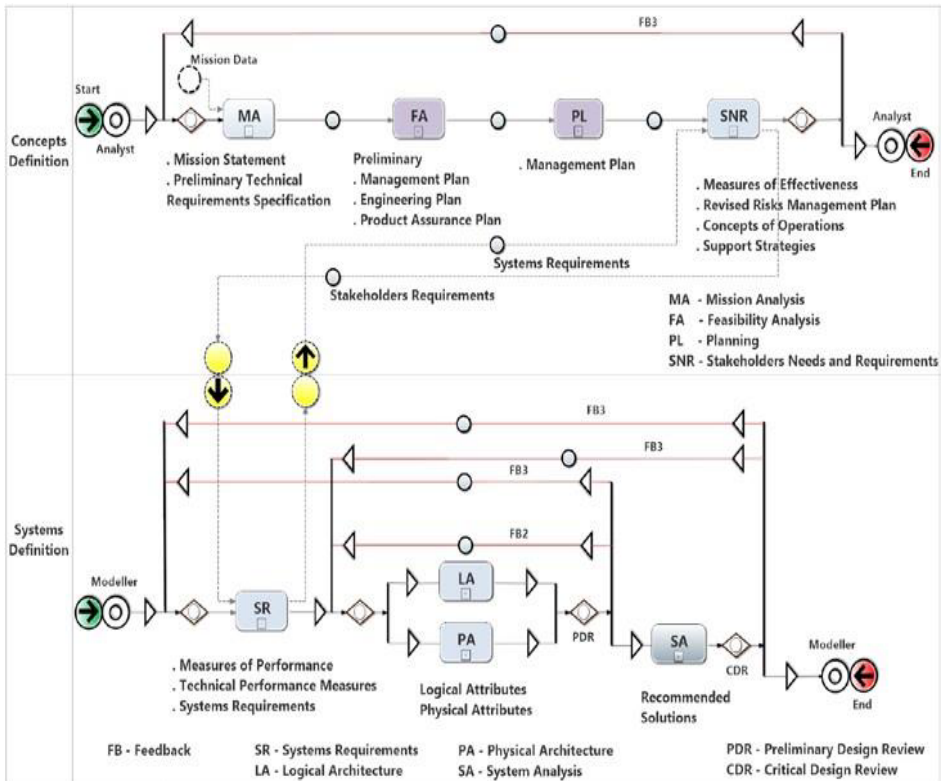 FB3
Mission Data
Start
MA
FA
PL
SNR
Analyst
Analyst
End
Concepts
Definition
. Mission Statement
. Preliminary Technical
Requirements Specification
Preliminary
. Management Plan
. Engineering Plan
. Product Assurance Plan
. Management Plan
. Measures of Effectiveness
. Revised Risks Management Plan
. Concepts of Operations
. Support Strategies
Systems Requirements
Stakeholders Requirements
MA - Mission Analysis
FA - Feasibility Analysis
PL - Planning
SNR - Stakeholders Needs and Requirements
FB3
FB3
FB3
FB2
Systems
Definition
Modeller
SR
LA
PA
PDR
SA
CDR
Modeller
End
. Measures of Performance
. Technical Performance Measures
. Systems Requirements
Logical Attributes
Physical Attributes
Recommended
Solutions
FB - Feedback
SR - Systems Requirements
LA - Logical Architecture
PA - Physical Architecture
SA - System Analysis
PDR - Preliminary Design Review
CDR - Critical Design Review